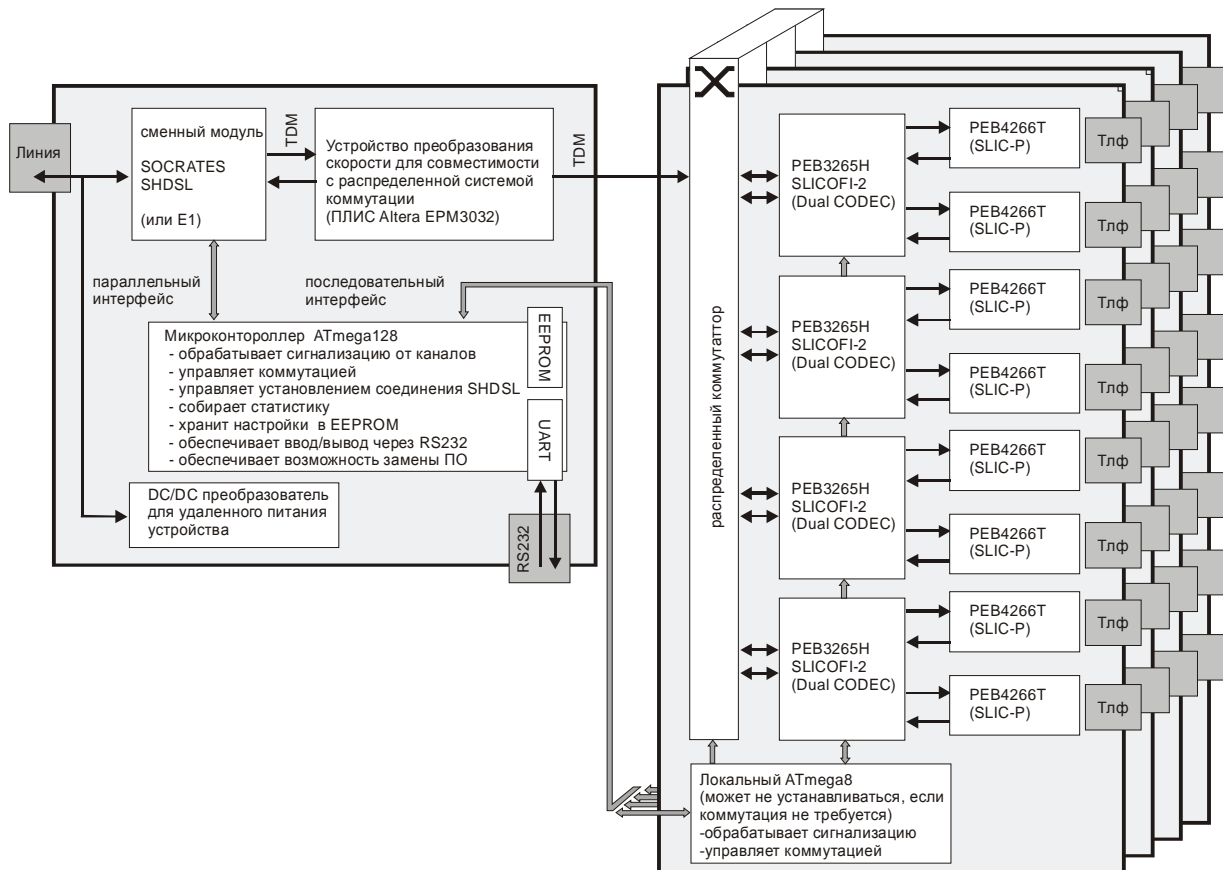 Линия
сменный модуль
SOCRATES
SHDSL
(или E1)
TDM
Устройство преобразования
скорости для совместимости
с распределенной системой
коммутации
(ПЛИС Altera EPM3032)
TDM
параллельный
интерфейс
последовательный
интерфейс
Микроконтороллер ATmega128
- обрабатывает сигнализацию от каналов
- управляет коммутацией
- управляет установлением соединения SHDSL
- собирает статистику
- хранит настройки в EEPROM
- обеспечивает ввод/вывод через RS232
- обеспечивает возможность замены ПО
EEPROM
UART
DC/DC преобразователь
для удаленного питания
устройства
RS232
распределенный коммутаттор
PEB3265H
SLICOFI-2
(Dual CODEC)
PEB4266T
(SLIC-P)
Тлф
PEB4266T
(SLIC-P)
Тлф
PEB3265H
SLICOFI-2
(Dual CODEC)
PEB4266T
(SLIC-P)
Тлф
PEB4266T
(SLIC-P)
Тлф
PEB3265H
SLICOFI-2
(Dual CODEC)
PEB4266T
(SLIC-P)
Тлф
PEB4266T
(SLIC-P)
Тлф
PEB3265H
SLICOFI-2
(Dual CODEC)
PEB4266T
(SLIC-P)
Тлф
PEB4266T
(SLIC-P)
Тлф
Локальный ATmega8
(может не устанавливаться, если
коммутация не требуется)
-обрабатывает сигнализацию
-управляет коммутацией